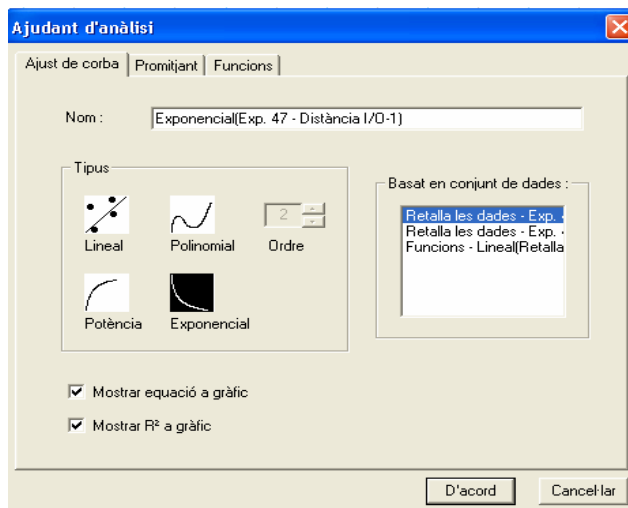 Ajudant d'anàlisi
Ajust de corba Promitjant Funcions
Nom : Exponencial(Exp. 47 - Distància I/O-1)
Tipus
Lineal Polinomial 2 Ordre
Potència Exponencial
Basat en conjunt de dades :
Retalla les dades - Exp.
Retalla les dades - Exp.
Funcions - Lineal(Retalla
Mostrar equació a gràfic
Mostrar R² a gràfic
D'acord Cancel·lar